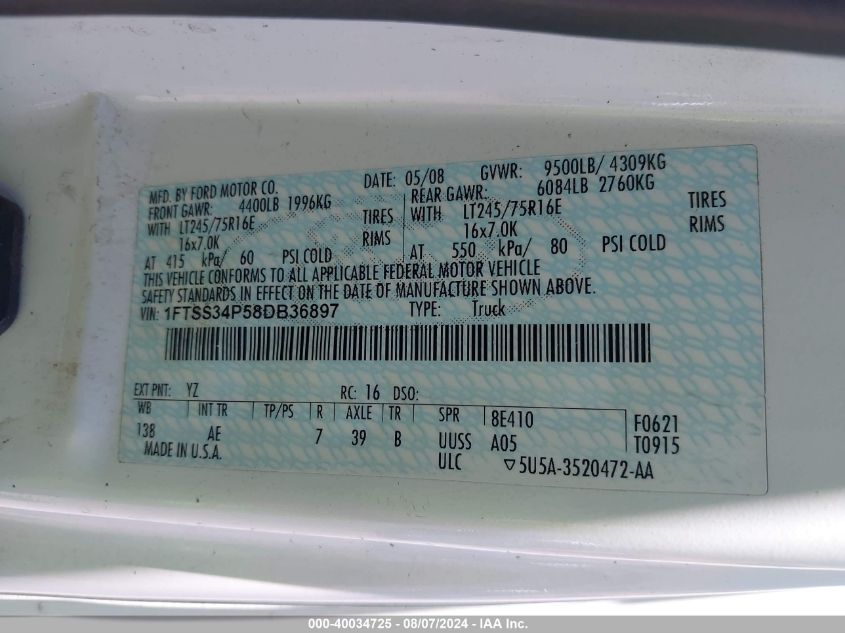 MFD. BY FORD MOTOR CO. DATE: 05/08 GVWR: 9500LB/ 4309KG
FRONT GAWR: 4400LB 1996KG REAR GAWR: 6084LB 2760KG
WITH LT245/75R16E TIRES WITH LT245/75R16E TIRES
16x7.0K RIMS 16x7.0K RIMS
AT 415 kPa/ 60 PSI COLD AT 550 kPa/ 80 PSI COLD
THIS VEHICLE CONFORMS TO ALL APPLICABLE FEDERAL MOTOR VEHICLE
SAFETY STANDARDS IN EFFECT ON THE DATE OF MANUFACTURE SHOWN ABOVE.
VIN: 1FTSS34P58DB36897 TYPE: Truck
EXT PNT: YZ RC: 16 DSO:
WB INT TR TP/PS R AXLE TR SPR 8E410 F0621
138 AE 7 39 B UUSS A05 T0915
MADE IN U.S.A. ULC ▽5U5A-3520472-AA
000-40034725 - 08/07/2024 - IAA Inc.